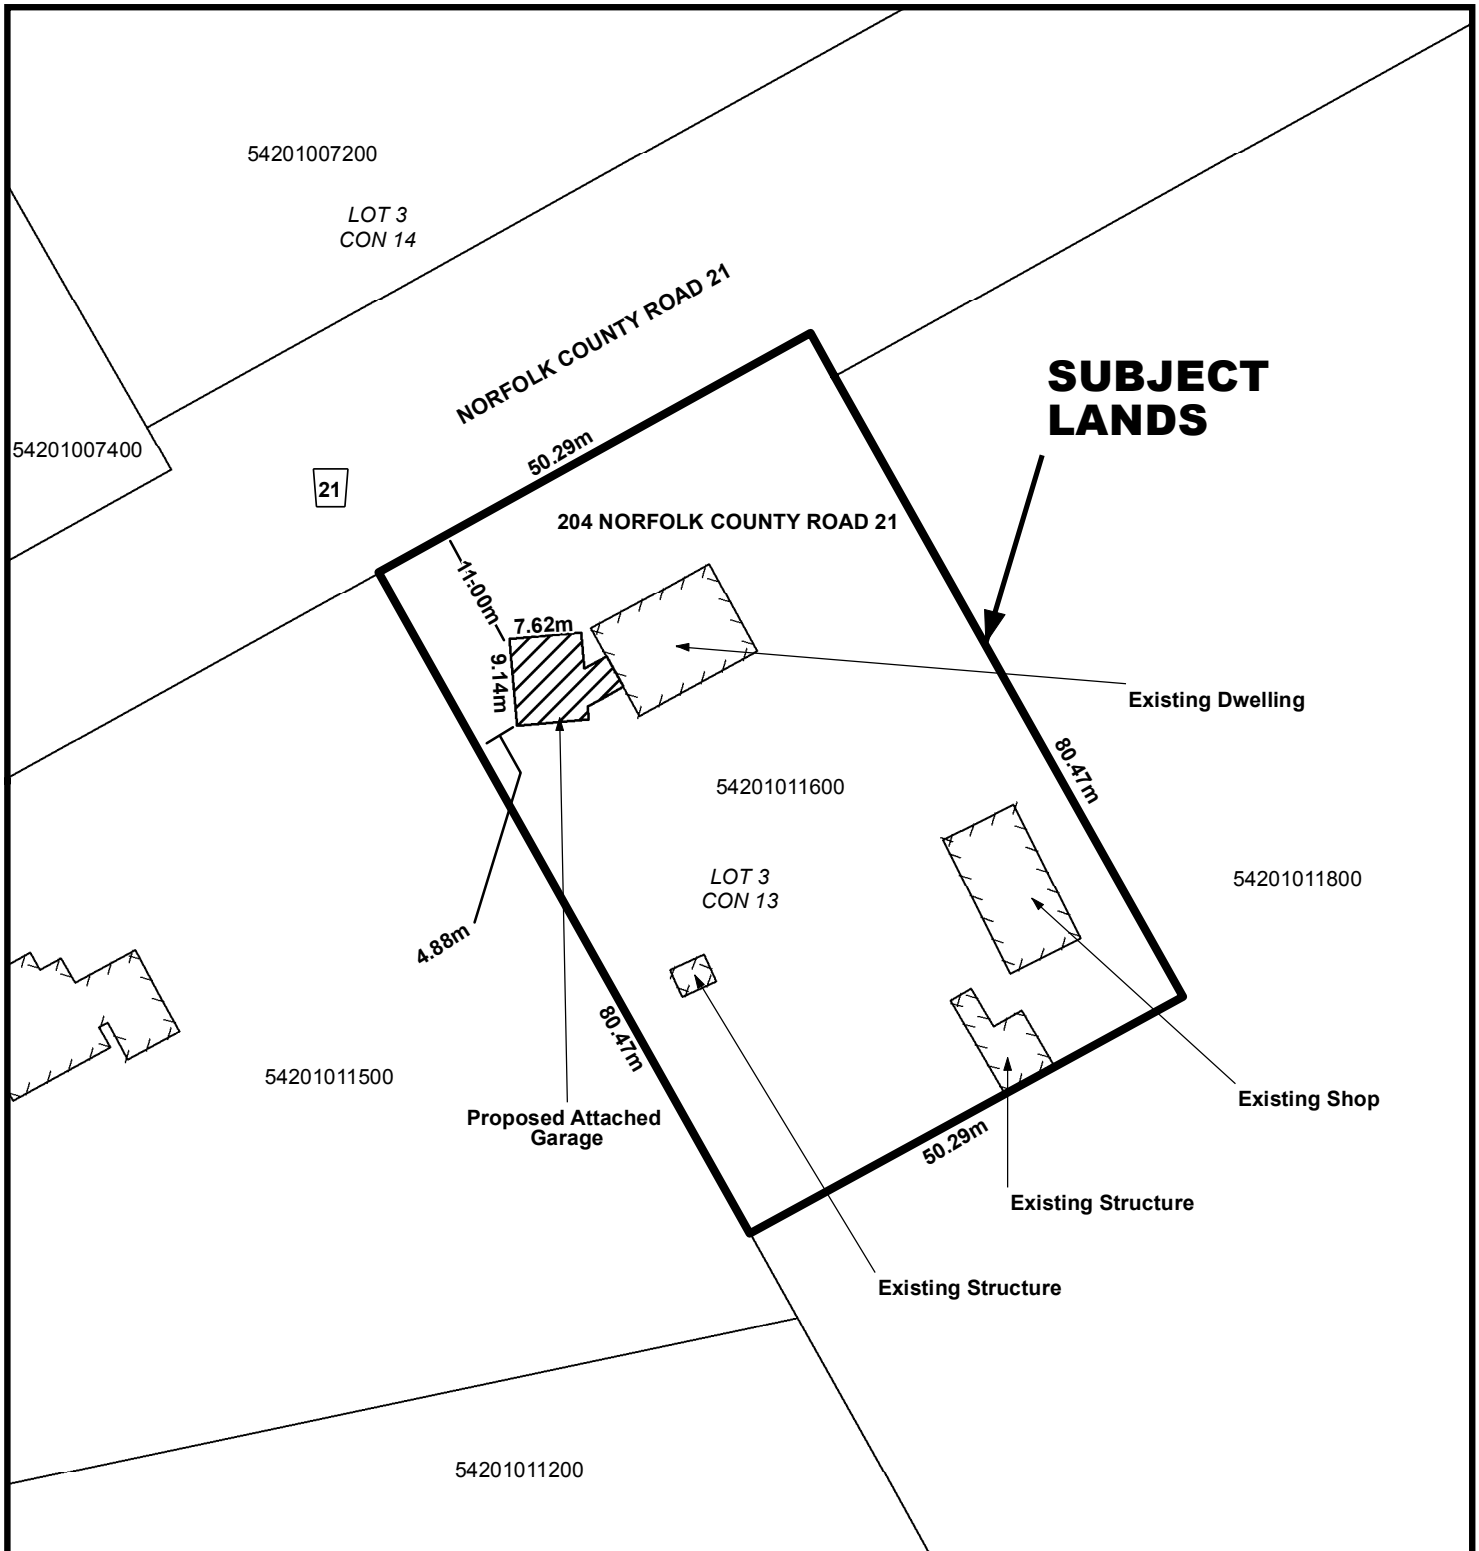 54201007200
LOT 3
CON 14
NORFOLK COUNTY ROAD 21
SUBJECT
LANDS
54201007400
50.29m
21
204 NORFOLK COUNTY ROAD 21
11.00m
7.62m
9.14m
Existing Dwelling
80.47m
54201011600
LOT 3
CON 13
54201011800
4.88m
80.47m
54201011500
Existing Shop
Proposed Attached
Garage
50.29m
Existing Structure
Existing Structure
54201011200